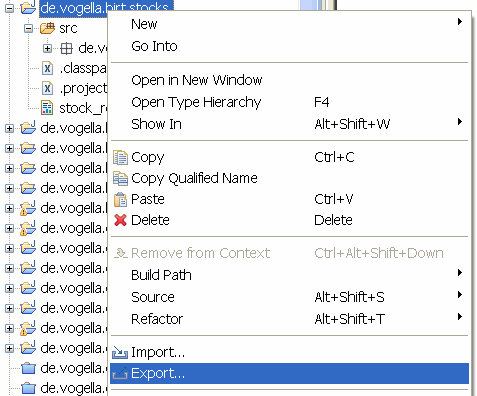 de.vogella.birt.stocks
New
src
Go Into
de.v
.classpa
Open in New Window
.project
Open Type Hierarchy F4
stock_r
Show In Alt+Shift+W
de.vogella.
de.vogella.
Copy Ctrl+C
de.vogella.
Copy Qualified Name
de.vogella.
Paste Ctrl+V
de.vogella.
Delete Delete
de.vogella.
de.vogella.
Remove from Context Ctrl+Alt+Shift+Down
de.vogella.
Build Path
de.vogella.
Source Alt+Shift+S
de.vogella.
Refactor Alt+Shift+T
de.vogella.
de.vogella.
Import...
de.vogella.
Export...
de.vogella.